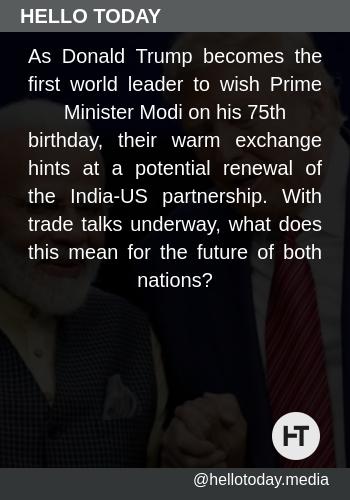 HELLO TODAY
As Donald Trump becomes the
first world leader to wish Prime
Minister Modi on his 75th
birthday, their warm exchange
hints at a potential renewal of
the India-US partnership. With
trade talks underway, what does
this mean for the future of both
nations?
HT
@hellotoday.media